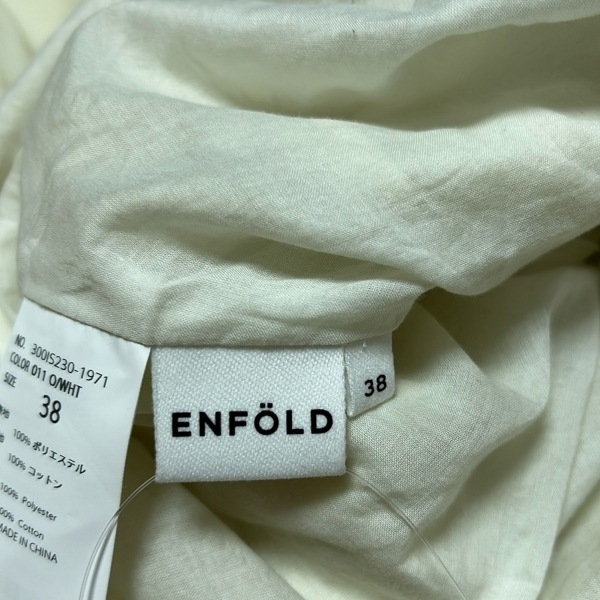 NO. 300IS230-1971
COLOR 011 O/WHT
SIZE
38
100% ポリエステル
100% コットン
100% Polyester
100% Cotton
MADE IN CHINA
ENFÖLD
38